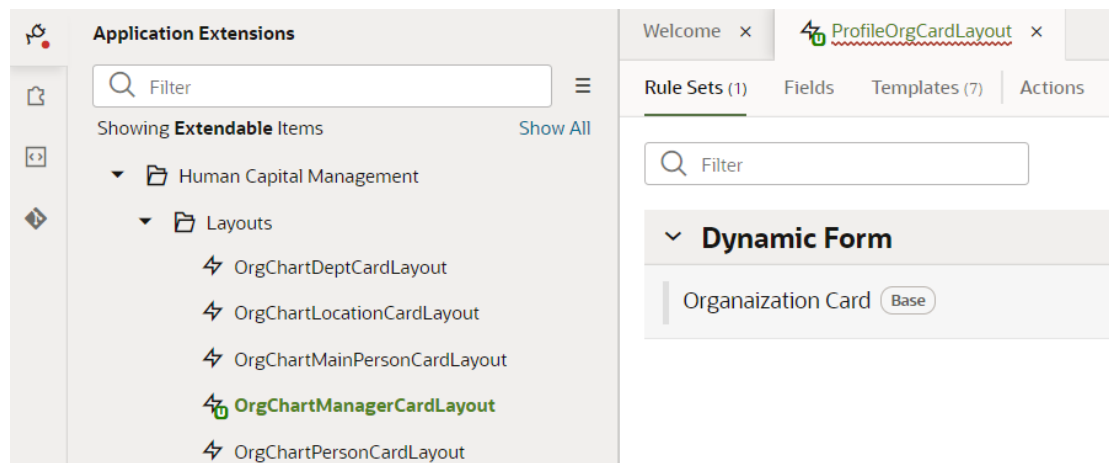 Application Extensions
Filter
Showing Extendable Items Show All
Human Capital Management
Layouts
OrgChartDeptCardLayout
OrgChartLocationCardLayout
OrgChartMainPersonCardLayout
OrgChartManagerCardLayout
OrgChartPersonCardLayout
Welcome × ProfileOrgCardLayout ×
Rule Sets (1) Fields Templates (7) Actions
Filter
Dynamic Form
Organaization Card Base